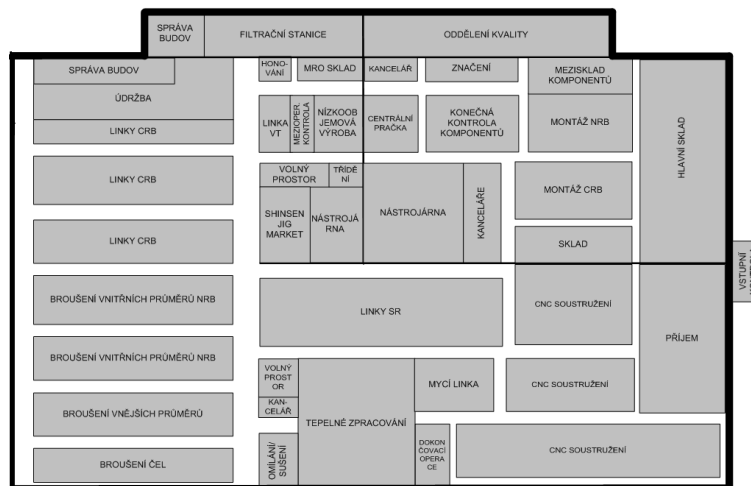 SPRÁVA
BUDOV
FILTRAČNÍ STANICE
ODDĚLENÍ KVALITY
SPRÁVA BUDOV
ÚDRŽBA
LINKY CRB
HONO-
VÁNÍ
MRO SKLAD
KANCELÁŘ
ZNAČENÍ
MEZISKLAD
KOMPONENTŮ
HLAVNÍ SKLAD
LINKA
VT
MEZIOPER.
KONTROLA
NÍZKOOB
JEMOVÁ
VÝROBA
CENTRÁLNÍ
PRAČKA
KONEČNÁ
KONTROLA
KOMPONENTŮ
MONTÁŽ NRB
LINKY CRB
VOLNÝ
PROSTOR
TŘÍDĚ
NÍ
SHINSEN
JIG
MARKET
NÁSTROJÁ
RNA
NÁSTROJÁRNA
KANCELÁŘE
MONTÁŽ CRB
LINKY CRB
SKLAD
VSTUPNÍ
BROUŠENÍ VNITŘNÍCH PRŮMĚRŮ NRB
LINKY SR
CNC SOUSTRUŽENÍ
PŘÍJEM
BROUŠENÍ VNITŘNÍCH PRŮMĚRŮ NRB
VOLNÝ
PROST
OR
KAN-
CELÁŘ
TEPELNÉ ZPRACOVÁNÍ
MYCÍ LINKA
CNC SOUSTRUŽENÍ
BROUŠENÍ VNĚJŠÍCH PRŮMĚRŮ
BROUŠENÍ ČEL
OMÍLÁNÍ/
SUŠENÍ
DOKON
ČOVACÍ
OPERA
CE
CNC SOUSTRUŽENÍ